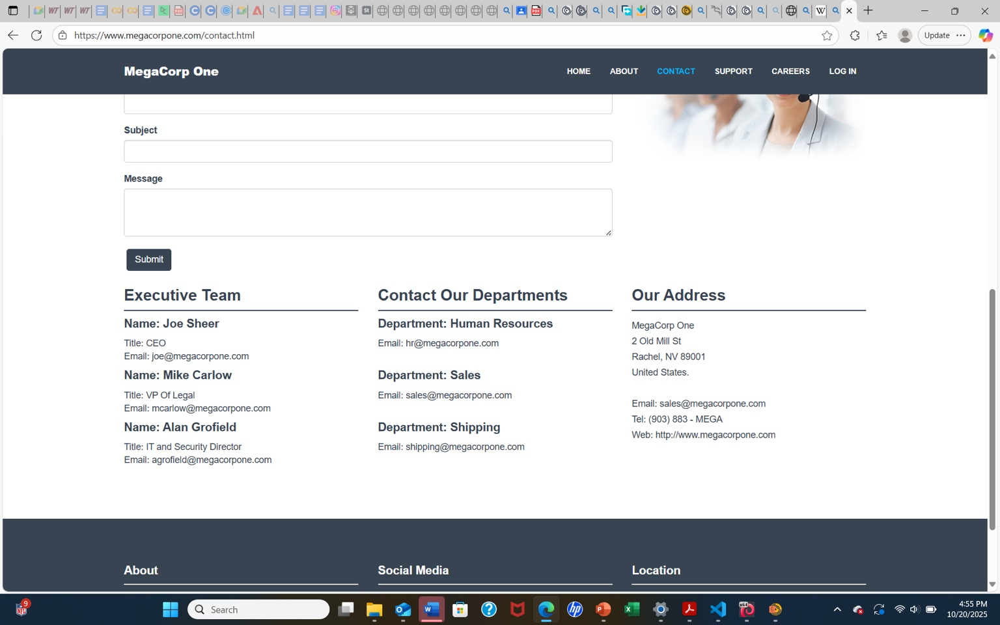 https://www.megacorpone.com/contact.html
Update
MegaCorp One
HOME
ABOUT
CONTACT
SUPPORT
CAREERS
LOG IN
Subject
Message
Submit
Executive Team
Name: Joe Sheer
Title: CEO
Email: joe@megacorpone.com
Name: Mike Carlow
Title: VP Of Legal
Email: mcarlow@megacorpone.com
Name: Alan Grofield
Title: IT and Security Director
Email: agrofield@megacorpone.com
Contact Our Departments
Department: Human Resources
Email: hr@megacorpone.com
Department: Sales
Email: sales@megacorpone.com
Department: Shipping
Email: shipping@megacorpone.com
Our Address
MegaCorp One
2 Old Mill St
Rachel, NV 89001
United States.
Email: sales@megacorpone.com
Tel: (903) 883 - MEGA
Web: http://www.megacorpone.com
About
Social Media
Location
9
Search
4:55 PM
10/20/2025